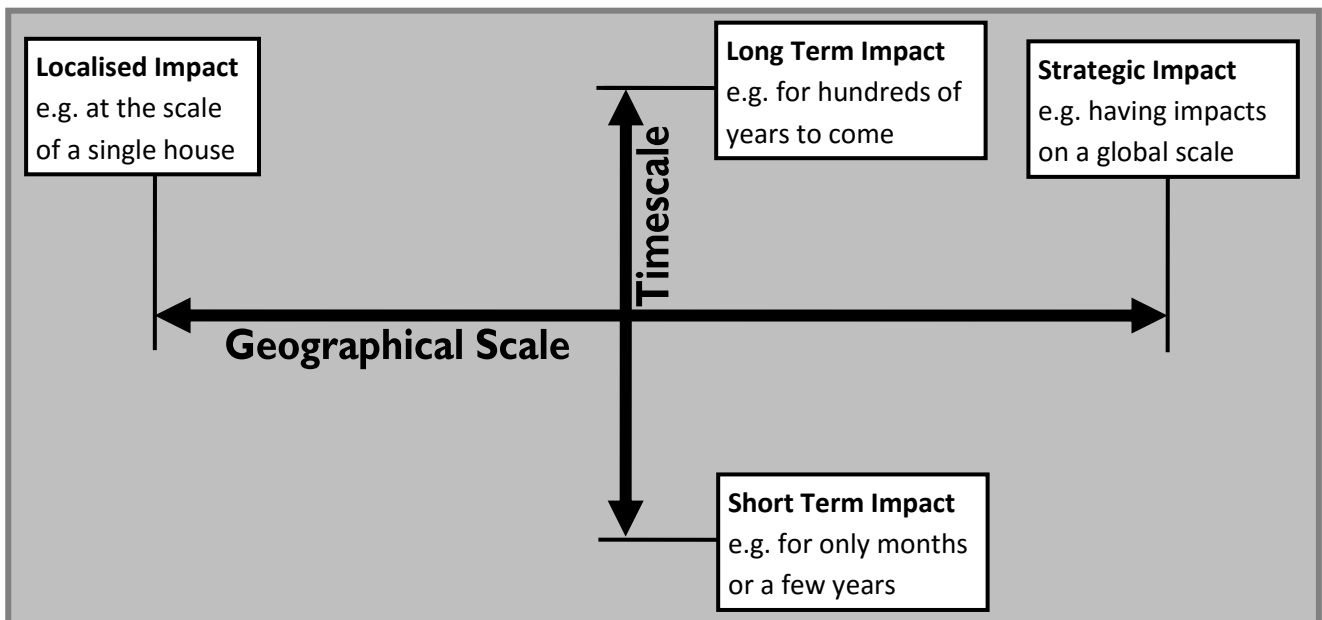 Localised Impact
e.g. at the scale
of a single house
Long Term Impact
e.g. for hundreds of
years to come
Strategic Impact
e.g. having impacts
on a global scale
Timescale
Geographical Scale
Short Term Impact
e.g. for only months
or a few years